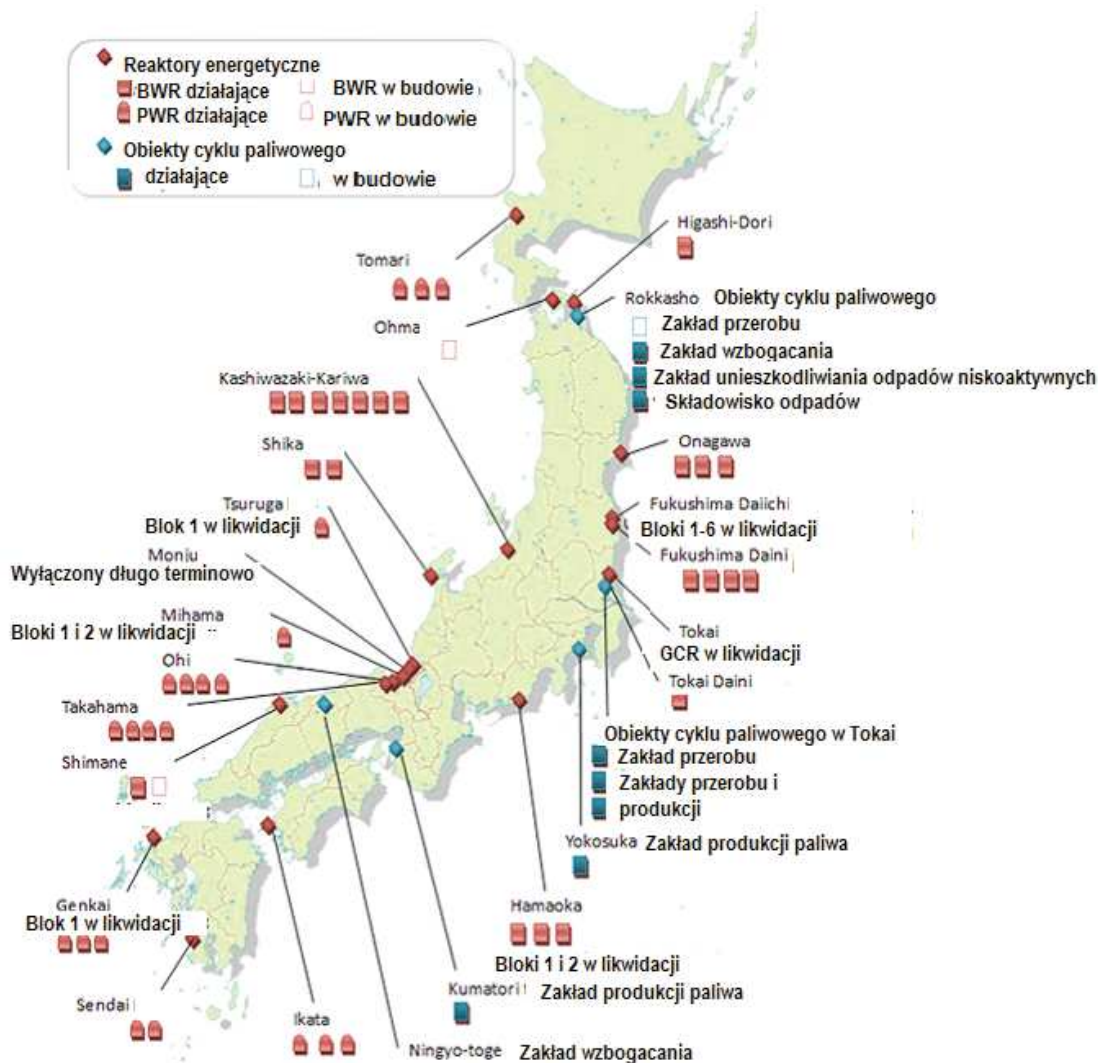 Reaktory energetyczne
BWR działające
BWR w budowie
PWR działające
PWR w budowie
Obiekty cyklu paliwowego
działające
w budowie
Higashi-Dori
Tomari
Rokkasho Obiekty cyklu paliwowego
Ohma
Zakład przerobu
Zakład wzbogacania
Zakład unieszkodliwiania odpadów niskoaktywnych
Składowisko odpadów
Kashiwazaki-Kariwa
Shika
Onagawa
Tsuruga
Blok 1 w likwidacji
Fukushima Daiichi
Bloki 1-6 w likwidacji
Monju
Fukushima Daini
Wyłączony długo terminowo
Mihama
Bloki 1 i 2 w likwidacji
Tokai
GCR w likwidacji
Ohi
Tokai Daini
Takahama
Obiekty cyklu paliwowego w Tokai
Zakład przerobu
Shimane
Zakłady przerobu i
produkcji
Yokosuka Zakład produkcji paliwa
Genkai
Blok 1 w likwidacji
Hamaoka
Bloki 1 i 2 w likwidacji
Kumatori Zakład produkcji paliwa
Sendai
Ikata
Ningyo-toge Zakład wzbogacania